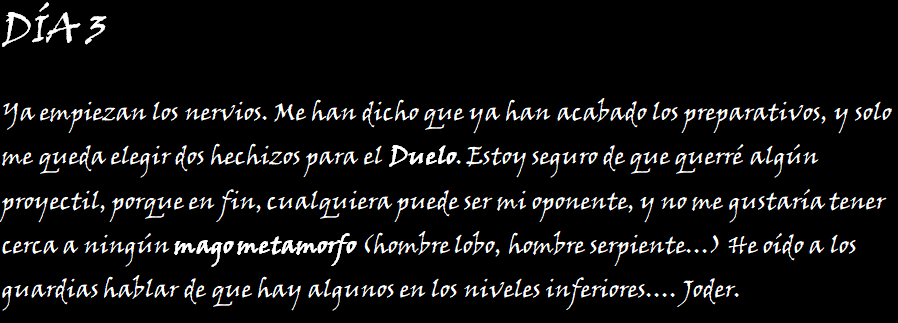 DÍA 3
Ya empiezan los nervios. Me han dicho que ya han acabado los preparativos, y solo
me queda elegir dos hechizos para el Duelo. Estoy seguro de que querré algún
proyectil, porque en fin, cualquiera puede ser mi oponente, y no me gustaría tener
cerca a ningún mago metamorfo (hombre lobo, hombre serpiente...) He oído a los
guardias hablar de que hay algunos en los niveles inferiores.... Joder.